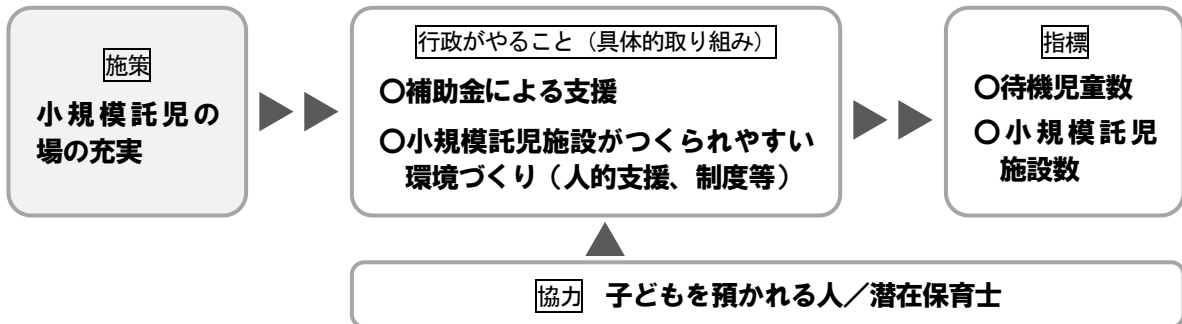 施策
小規模託児の
場の充実
行政がやること（具体的取り組み）
○補助金による支援
○小規模託児施設がつくられやすい
環境づくり（人的支援、制度等）
指標
○待機児童数
○小規模託児
施設数
協力 子どもを預かれる人／潜在保育士